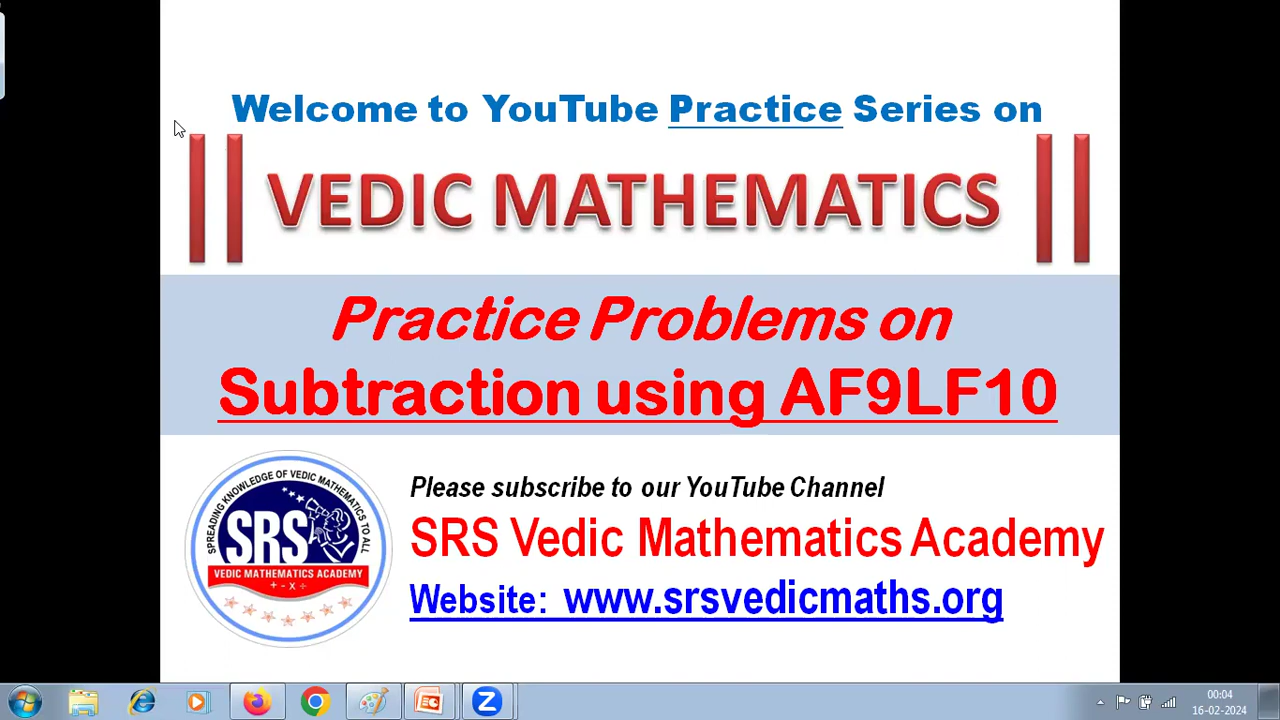 Welcome to YouTube Practice Series on
|| VEDIC MATHEMATICS ||
Practice Problems on
Subtraction using AF9LF10
SPREADING KNOWLEDGE OF VEDIC MATHEMATICS TO ALL
SRS
VEDIC MATHEMATICS ACADEMY
+ - x ÷
Please subscribe to our YouTube Channel
SRS Vedic Mathematics Academy
Website: www.srsvedicmaths.org
00:04
16-02-2024